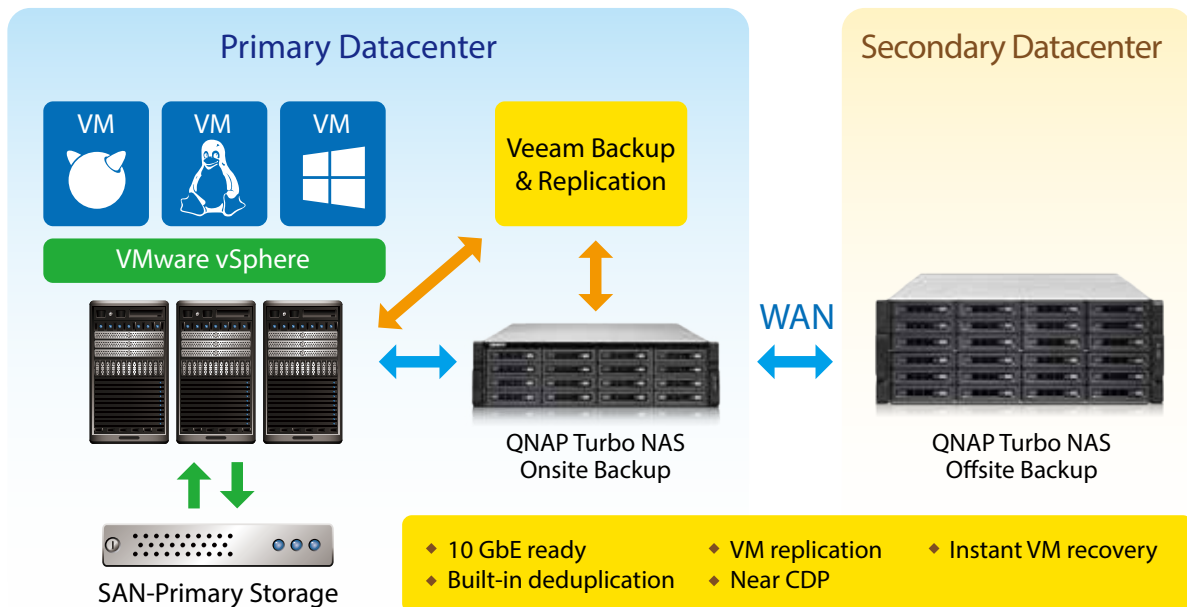 Primary Datacenter
Secondary Datacenter
VM
VM
VM
Veeam Backup
& Replication
VMware vSphere
WAN
QNAP Turbo NAS
Onsite Backup
QNAP Turbo NAS
Offsite Backup
SAN-Primary Storage
◆ 10 GbE ready
◆ Built-in deduplication
◆ VM replication
◆ Near CDP
◆ Instant VM recovery